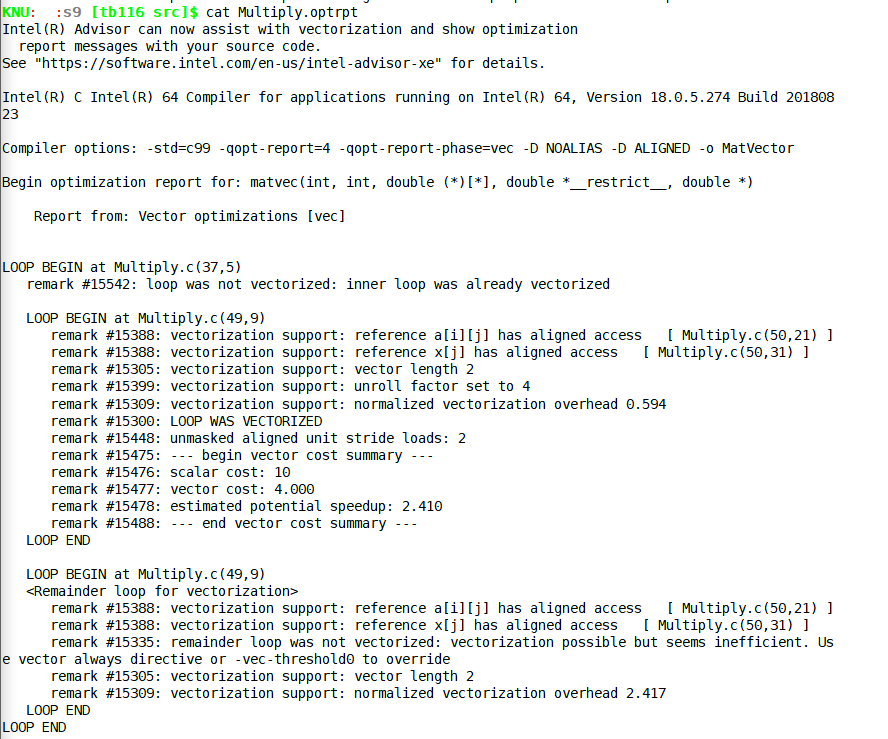 KNU: :s9 [tb116 src]$ cat Multiply.optrpt
Intel(R) Advisor can now assist with vectorization and show optimization
  report messages with your source code.
See "https://software.intel.com/en-us/intel-advisor-xe" for details.

Intel(R) C Intel(R) 64 Compiler for applications running on Intel(R) 64, Version 18.0.5.274 Build 201808
23

Compiler options: -std=c99 -qopt-report=4 -qopt-report-phase=vec -D NOALIAS -D ALIGNED -o MatVector

Begin optimization report for: matvec(int, int, double (*)[*], double *__restrict__, double *)

    Report from: Vector optimizations [vec]


LOOP BEGIN at Multiply.c(37,5)
   remark #15542: loop was not vectorized: inner loop was already vectorized

   LOOP BEGIN at Multiply.c(49,9)
      remark #15388: vectorization support: reference a[i][j] has aligned access   [ Multiply.c(50,21) ]
      remark #15388: vectorization support: reference x[j] has aligned access   [ Multiply.c(50,31) ]
      remark #15305: vectorization support: vector length 2
      remark #15399: vectorization support: unroll factor set to 4
      remark #15309: vectorization support: normalized vectorization overhead 0.594
      remark #15300: LOOP WAS VECTORIZED
      remark #15448: unmasked aligned unit stride loads: 2
      remark #15475: --- begin vector cost summary ---
      remark #15476: scalar cost: 10
      remark #15477: vector cost: 4.000
      remark #15478: estimated potential speedup: 2.410
      remark #15488: --- end vector cost summary ---
   LOOP END

   LOOP BEGIN at Multiply.c(49,9)
   <Remainder loop for vectorization>
      remark #15388: vectorization support: reference a[i][j] has aligned access   [ Multiply.c(50,21) ]
      remark #15388: vectorization support: reference x[j] has aligned access   [ Multiply.c(50,31) ]
      remark #15335: remainder loop was not vectorized: vectorization possible but seems inefficient. Us
e vector always directive or -vec-threshold0 to override
      remark #15305: vectorization support: vector length 2
      remark #15309: vectorization support: normalized vectorization overhead 2.417
   LOOP END
LOOP END